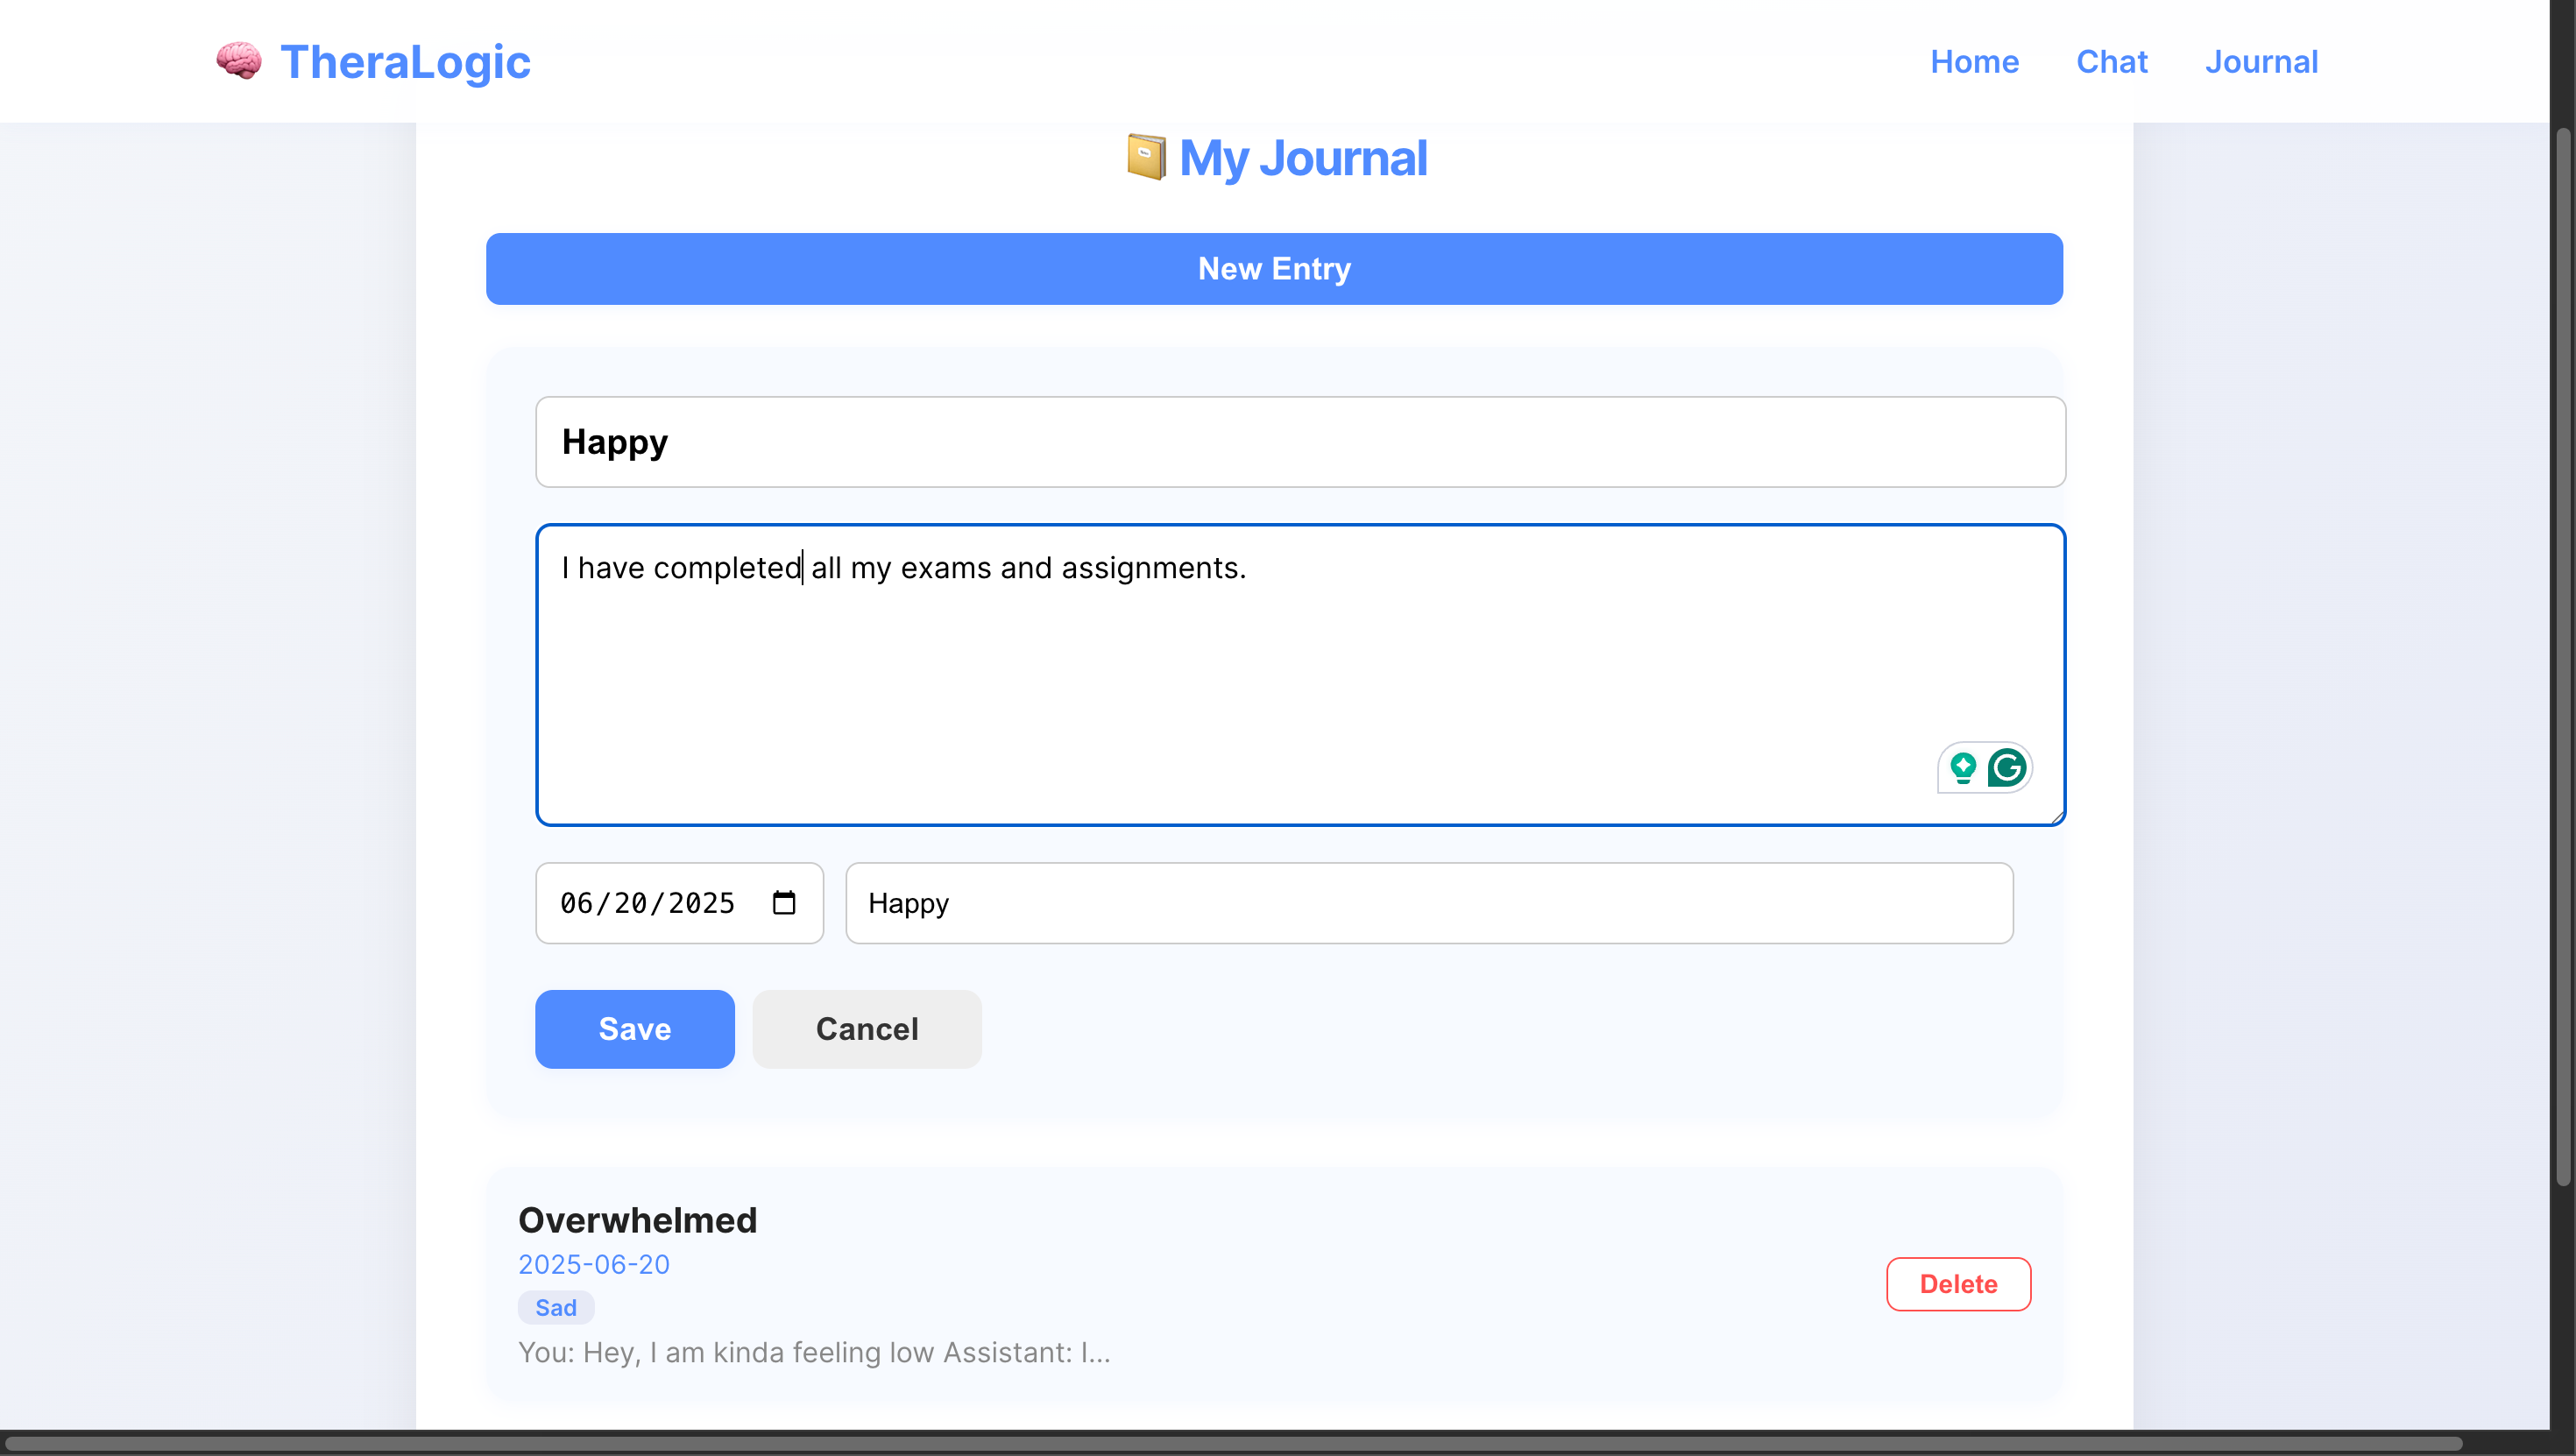 TheraLogic
Home Chat Journal
My Journal
New Entry
Happy
I have completed all my exams and assignments.
06/20/2025
Happy
Save Cancel
Overwhelmed
2025-06-20
Sad
Delete
You: Hey, I am kinda feeling low Assistant: I...